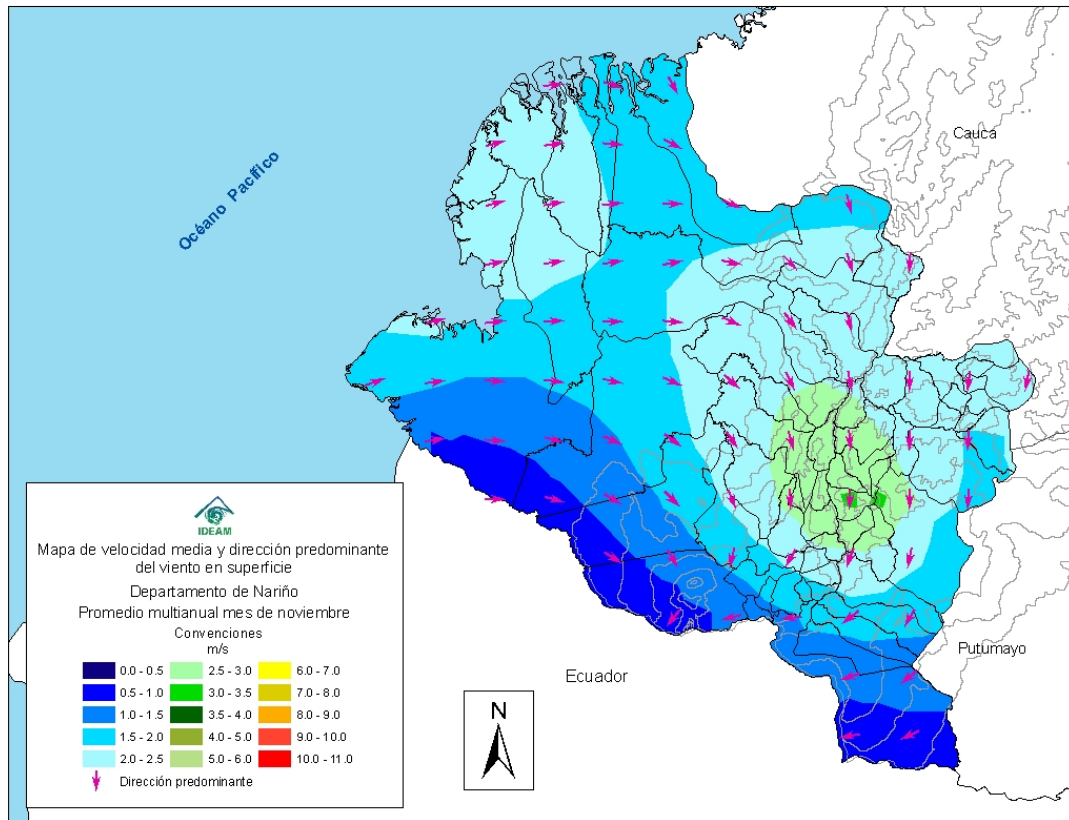 Cauca
Océano Pacífico
IDEAM
Mapa de velocidad media y dirección predominante
del viento en superficie
Departamento de Nariño
Promedio multianual mes de noviembre
Convenciones
m/s
0.0 - 0.5 2.5 - 3.0 6.0 - 7.0
0.5 - 1.0 3.0 - 3.5 7.0 - 8.0
1.0 - 1.5 3.5 - 4.0 8.0 - 9.0
1.5 - 2.0 4.0 - 5.0 9.0 - 10.0
2.0 - 2.5 5.0 - 6.0 10.0 - 11.0
Dirección predominante
Ecuador
Putumayo
N